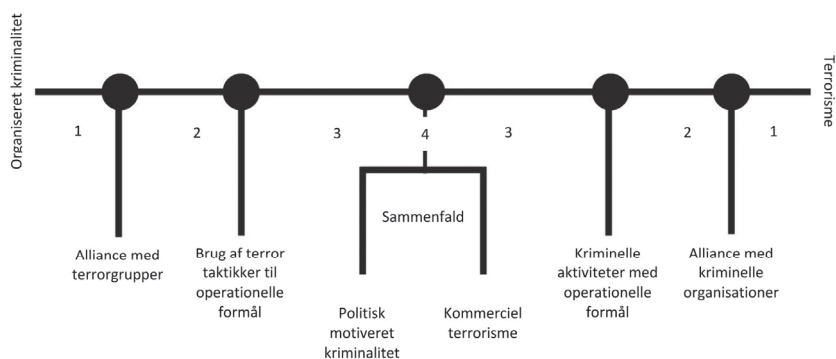 Organiseret kriminalitet
Terrorisme
1
2
3
4
3
2
1
Sammenfald
Alliance med
terrorgrupper
Brug af terror
taktikker til
operationelle
formål
Politisk
motiveret
kriminalitet
Kommerciel
terrorisme
Kriminelle
aktiviteter med
operationelle
formål
Alliance med
kriminelle
organisationer